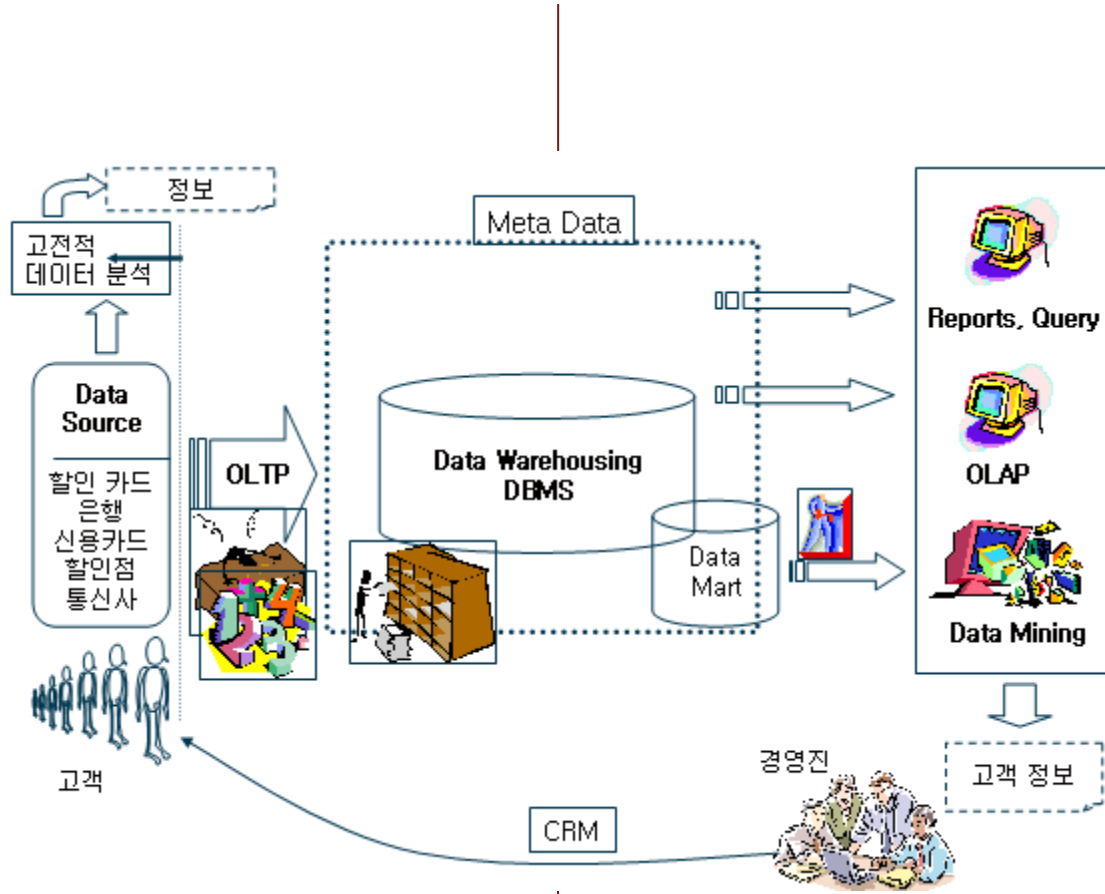 정보
Meta Data
고전적
데이터 분석
Reports, Query
Data
Source
할인 카드
은행
신용카드
할인점
통신사
OLTP
Data Warehousing
DBMS
Data
Mart
OLAP
Data Mining
고객
경영진
고객 정보
CRM